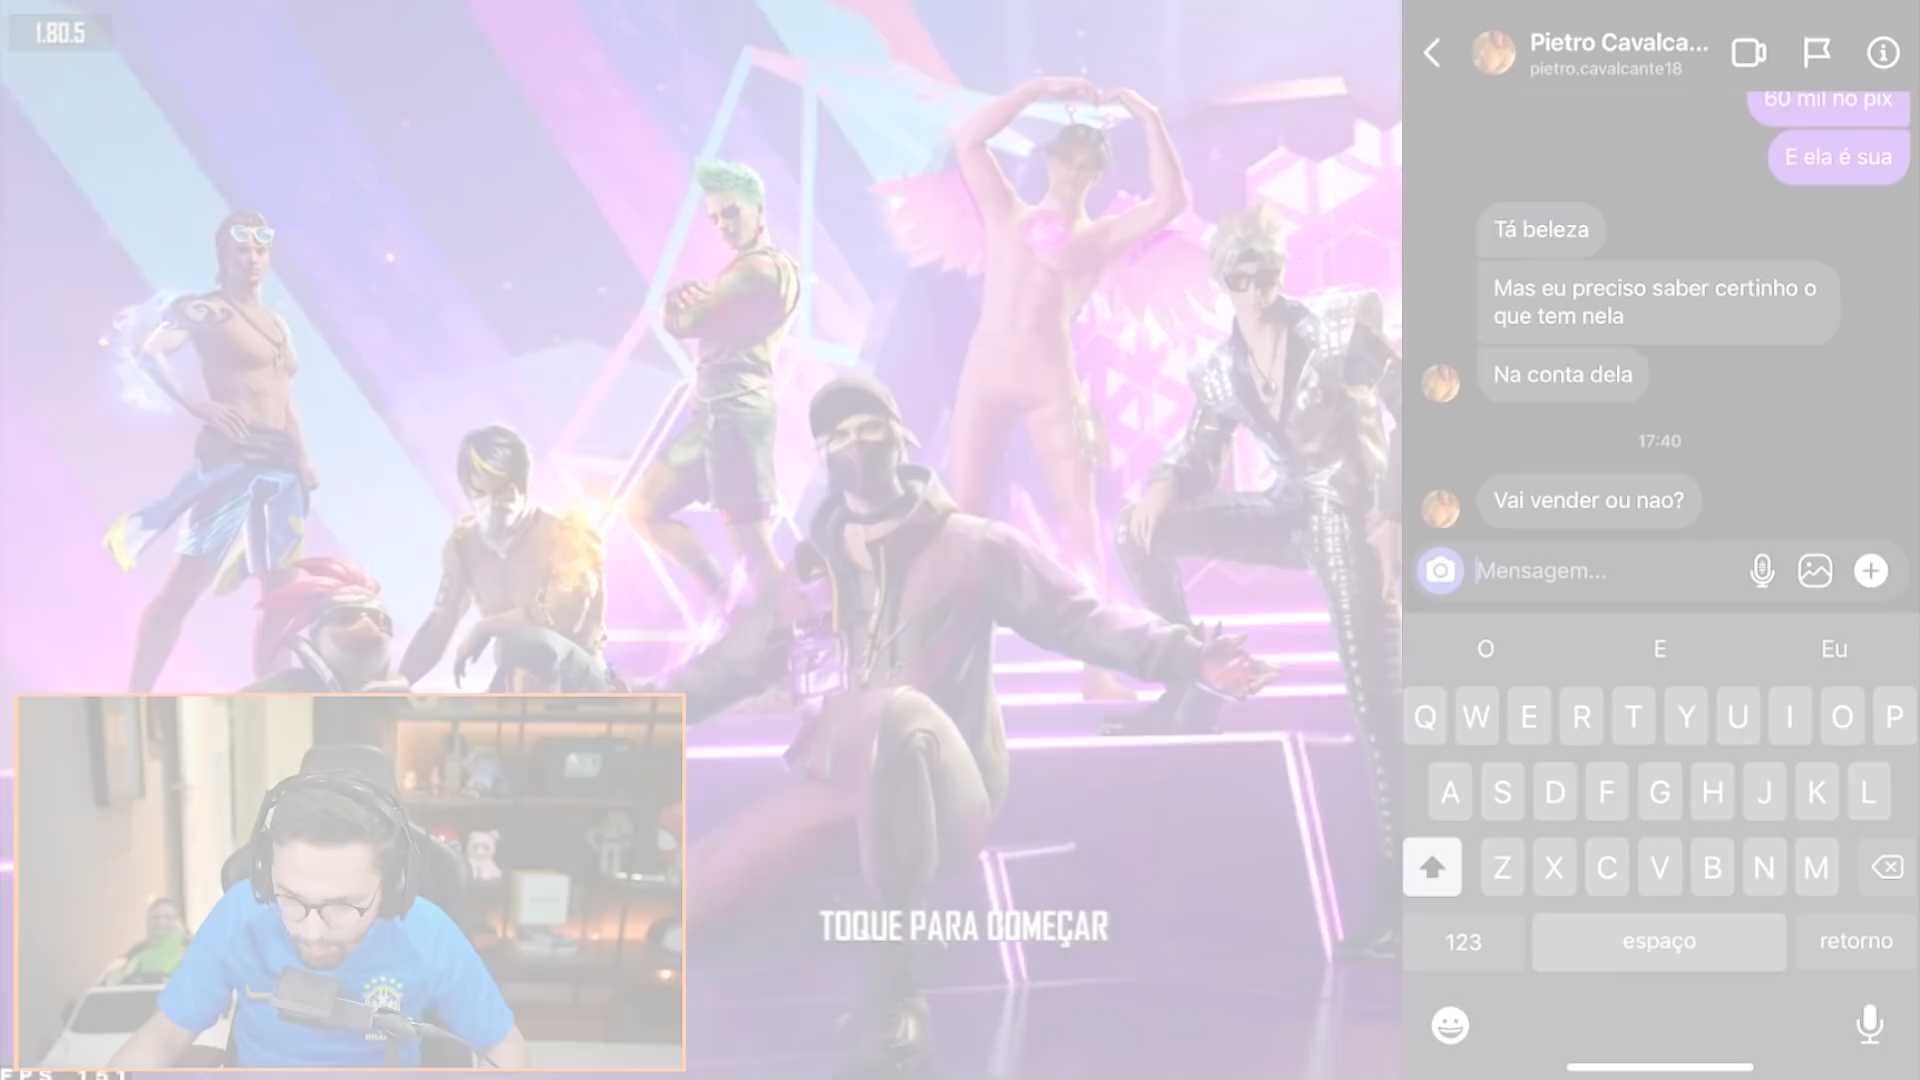 1.80.5
TOQUE PARA COMEÇAR
FPS 151
Pietro Cavalca...
pietro.cavalcante18
60 mil no pix
E ela é sua
Tá beleza
Mas eu preciso saber certinho o
que tem nela
Na conta dela
17:40
Vai vender ou nao?
Mensagem...
O E Eu
Q W E R T Y U I O P
A S D F G H J K L
Z X C V B N M
123 espaço retorno